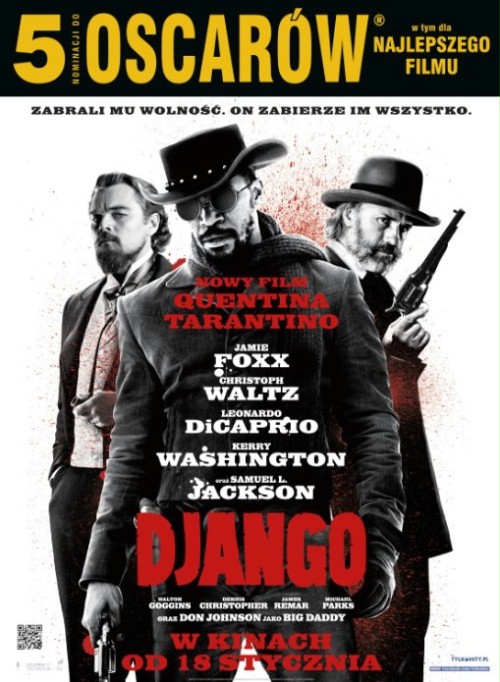 5
NOMINACJI DO
OSCARÓW®
w tym dla
NAJLEPSZEGO
FILMU
ZABRALI MU WOLNOŚĆ. ON ZABIERZE IM WSZYSTKO.
NOWY FILM
QUENTINA
TARANTINO
JAMIE
FOXX
CHRISTOPH
WALTZ
LEONARDO
DiCAPRIO
KERRY
WASHINGTON
oraz SAMUEL L.
JACKSON
DJANGO
WALTON DENNIS JAMES MICHAEL
GOGGINS CHRISTOPHER REMAR PARKS
ORAZ DON JOHNSON JAKO BIG DADDY
W KINACH
OD 18 STYCZNIA
TYLKOHITY.PL